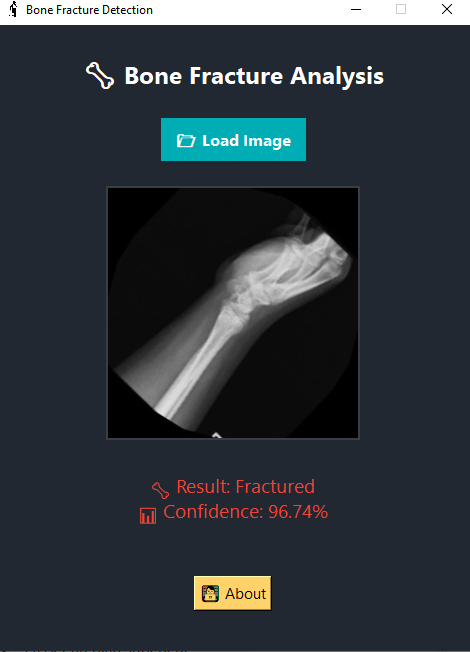 Bone Fracture Detection
Bone Fracture Analysis
Load Image
Result: Fractured
Confidence: 96.74%
About